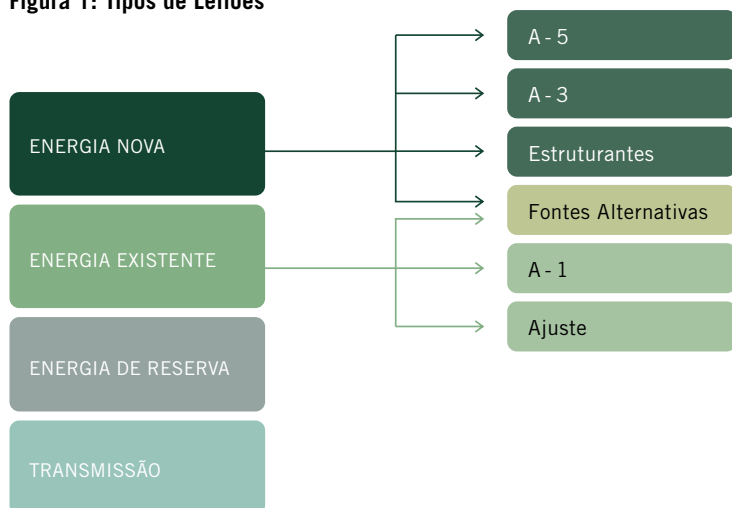 Figura 1: Tipos de Leilões
ENERGIA NOVA
ENERGIA EXISTENTE
ENERGIA DE RESERVA
TRANSMISSÃO
A - 5
A - 3
Estruturantes
Fontes Alternativas
A - 1
Ajuste